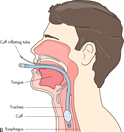 Cuff inflating tube
Tongue
Trachea
Cuff
Esophagus
B